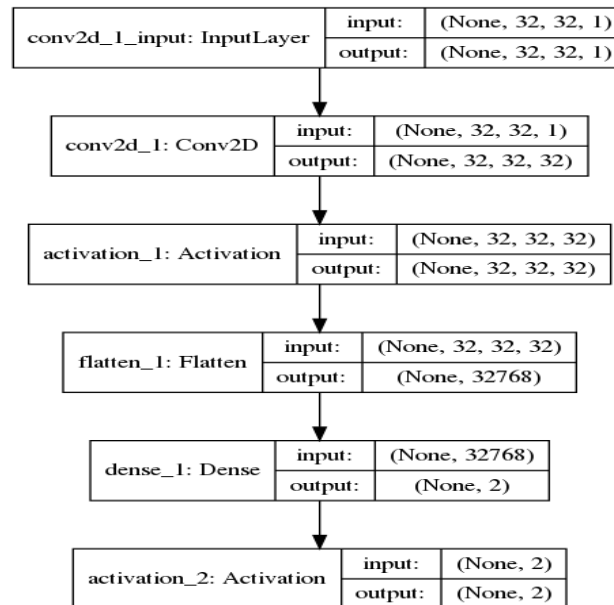 conv2d_1_input: InputLayer
input: (None, 32, 32, 1)
output: (None, 32, 32, 1)
conv2d_1: Conv2D
input: (None, 32, 32, 1)
output: (None, 32, 32, 32)
activation_1: Activation
input: (None, 32, 32, 32)
output: (None, 32, 32, 32)
flatten_1: Flatten
input: (None, 32, 32, 32)
output: (None, 32768)
dense_1: Dense
input: (None, 32768)
output: (None, 2)
activation_2: Activation
input: (None, 2)
output: (None, 2)